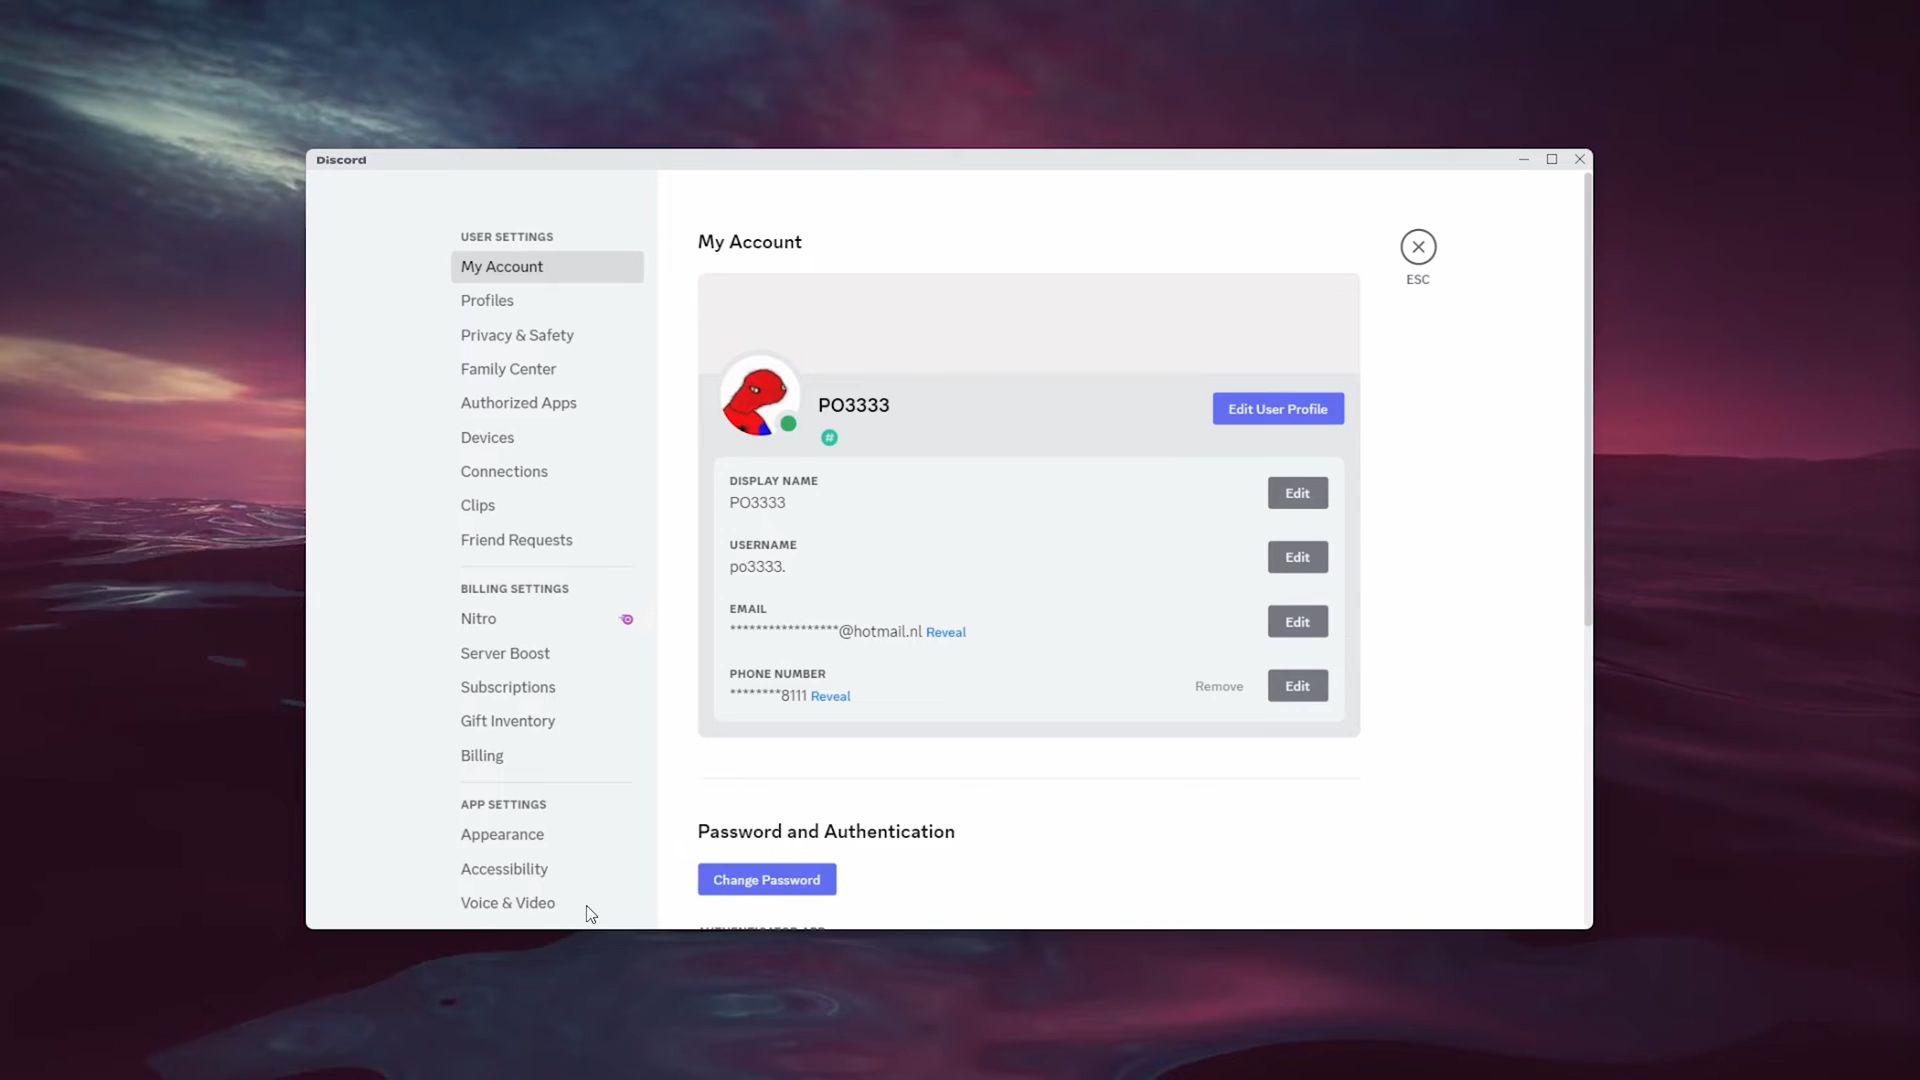 Discord
USER SETTINGS
My Account
Profiles
Privacy & Safety
Family Center
Authorized Apps
Devices
Connections
Clips
Friend Requests
BILLING SETTINGS
Nitro
Server Boost
Subscriptions
Gift Inventory
Billing
APP SETTINGS
Appearance
Accessibility
Voice & Video
My Account
ESC
PO3333
#
Edit User Profile
DISPLAY NAME
PO3333
Edit
USERNAME
po3333.
Edit
EMAIL
*****************@hotmail.nl Reveal
Edit
PHONE NUMBER
********8111 Reveal
Remove
Edit
Password and Authentication
Change Password